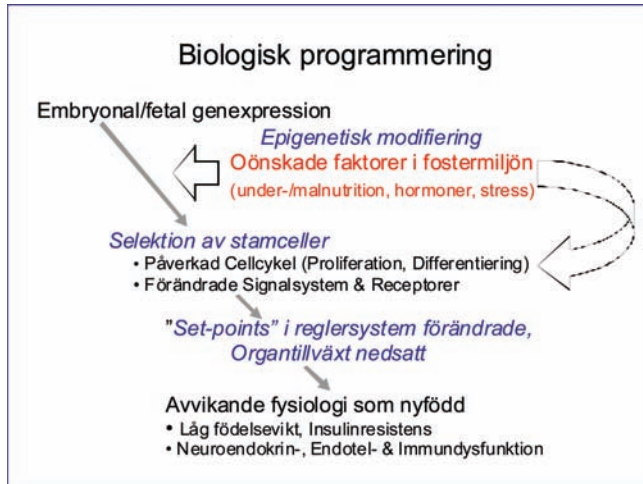 Biologisk programmering
Embryonal/fetal genexpression
Epigenetisk modifiering
Oönskade faktorer i fostermiljön
(under-/malnutrition, hormoner, stress)
Selektion av stamceller
• Påverkad Cellcykel (Proliferation, Differentiering)
• Förändrade Signalsystem & Receptorer
”Set-points” i reglersystem förändrade,
Organtillväxt nedsatt
Avvikande fysiologi som nyfödd
• Låg födelsevikt, Insulinresistens
• Neuroendokrin-, Endotel- & Immundysfunktion